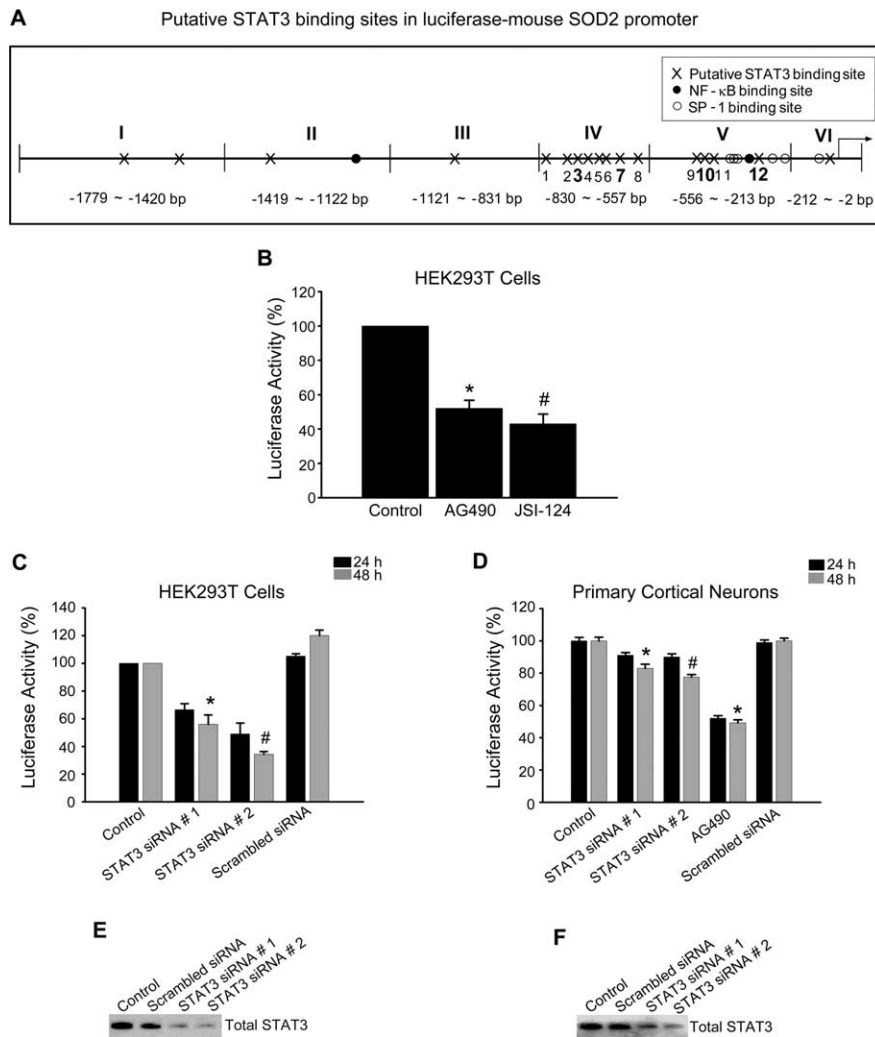 A
Putative STAT3 binding sites in luciferase-mouse SOD2 promoter
Putative STAT3 binding site
NF - κB binding site
SP - 1 binding site
I II III IV V VI
1 2 3 4 5 6 7 8 9 10 11 12
-1779 ~ -1420 bp -1419 ~ -1122 bp -1121 ~ -831 bp -830 ~ -557 bp -556 ~ -213 bp -212 ~ -2 bp
B
HEK293T Cells
Luciferase Activity (%)
120
100
80
60
40
20
0
* #
Control AG490 JSI-124
C
24 h
48 h
HEK293T Cells
Luciferase Activity (%)
140
120
100
80
60
40
20
0
* #
Control STAT3 siRNA # 1 STAT3 siRNA # 2 Scrambled siRNA
D
24 h
48 h
Primary Cortical Neurons
Luciferase Activity (%)
120
100
80
60
40
20
0
* # *
Control STAT3 siRNA # 1 STAT3 siRNA # 2 AG490 Scrambled siRNA
E
Control Scrambled siRNA STAT3 siRNA # 1 STAT3 siRNA # 2
Total STAT3
F
Control Scrambled siRNA STAT3 siRNA # 1 STAT3 siRNA # 2
Total STAT3